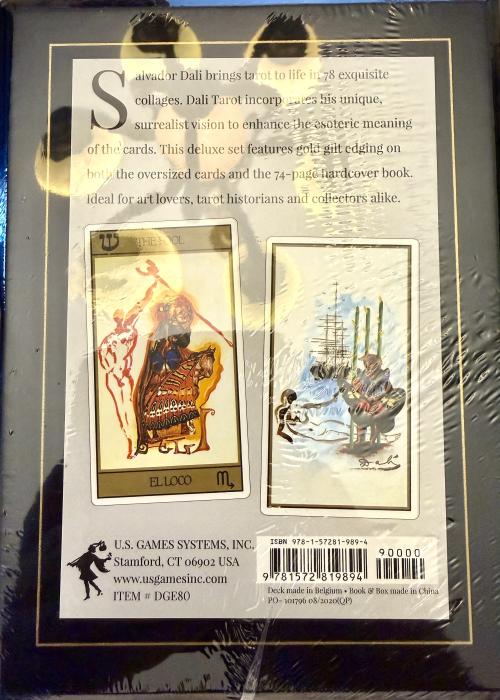 Salvador Dali brings tarot to life in 78 exquisite
collages. Dali Tarot incorporates his unique,
surrealist vision to enhance the esoteric meaning
of the cards. This deluxe set features gold gilt edging on
both the oversized cards and the 74-page hardcover book.
Ideal for art lovers, tarot historians and collectors alike.
THE FOOL
EL LOCO
Dalí
U.S. GAMES SYSTEMS, INC.
Stamford, CT 06902 USA
www.usgamesinc.com
ITEM # DGE80
ISBN 978-1-57281-989-4
90000
9 781572 819894
Deck made in Belgium • Book & Box made in China
PO- 101796 08/2020(QP)